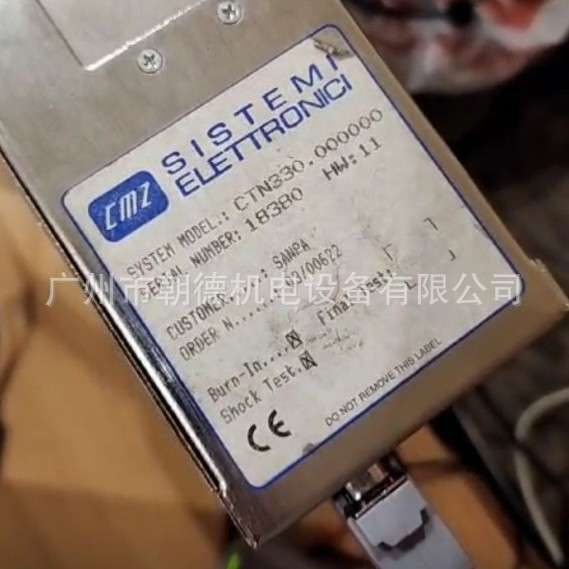 cmz
SISTEMI
ELETTRONICI
SYSTEM MODEL.: CTN330.000000
SERIAL NUMBER: 18380 HW:11
CUSTOMER...: SAMPA
ORDER N....: 02/00622
Burn-In...: Final Test:
Shock Test.
CE
DO NOT REMOVE THIS LABEL
广州市朝德机电设备有限公司